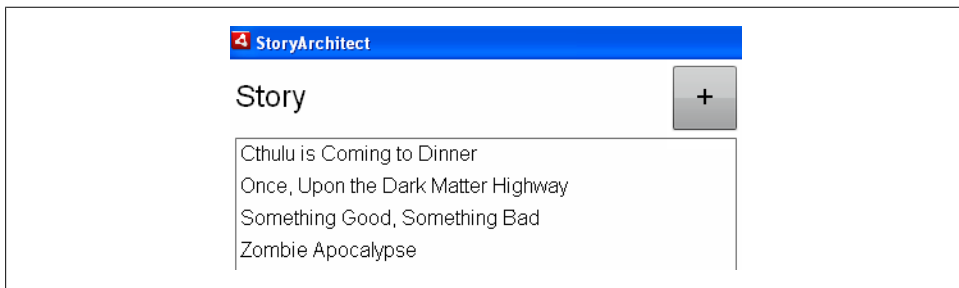 StoryArchitect
Story
+
Cthulu is Coming to Dinner
Once, Upon the Dark Matter Highway
Something Good, Something Bad
Zombie Apocalypse